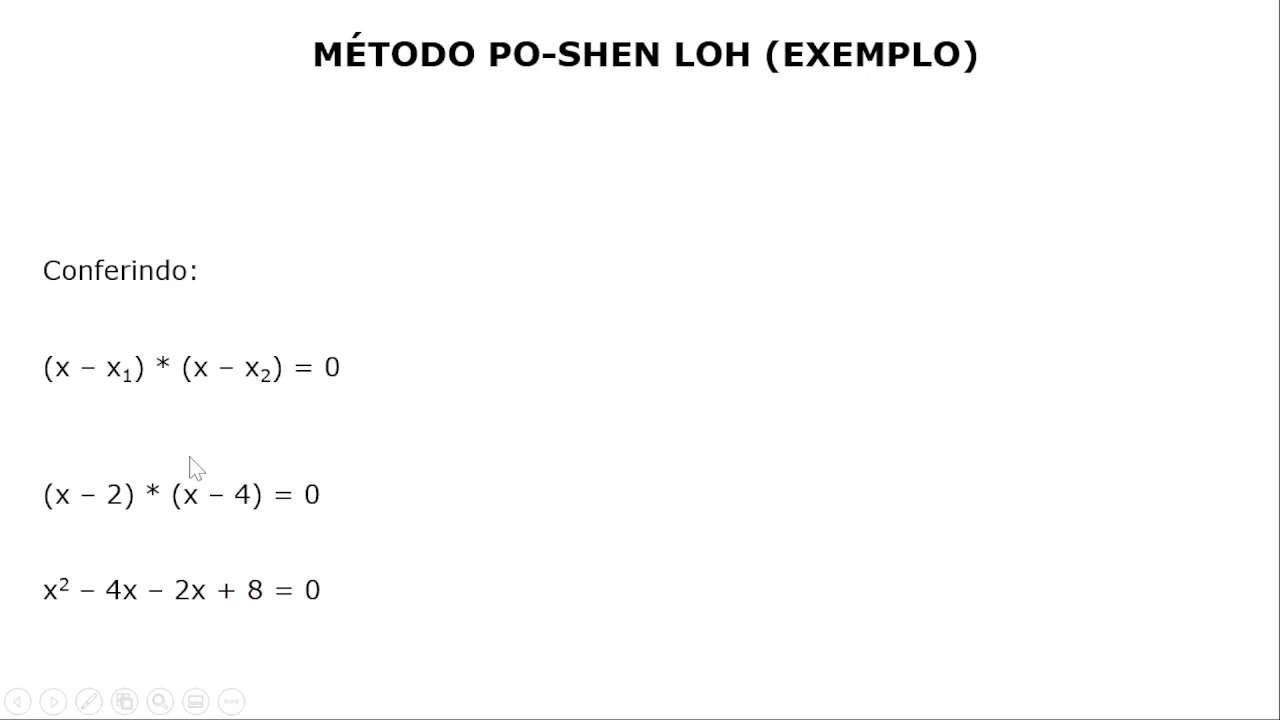 MÉTODO PO-SHEN LOH (EXEMPLO)
Conferindo:
(x – x₁) * (x – x₂) = 0
(x – 2) * (x – 4) = 0
x² – 4x – 2x + 8 = 0